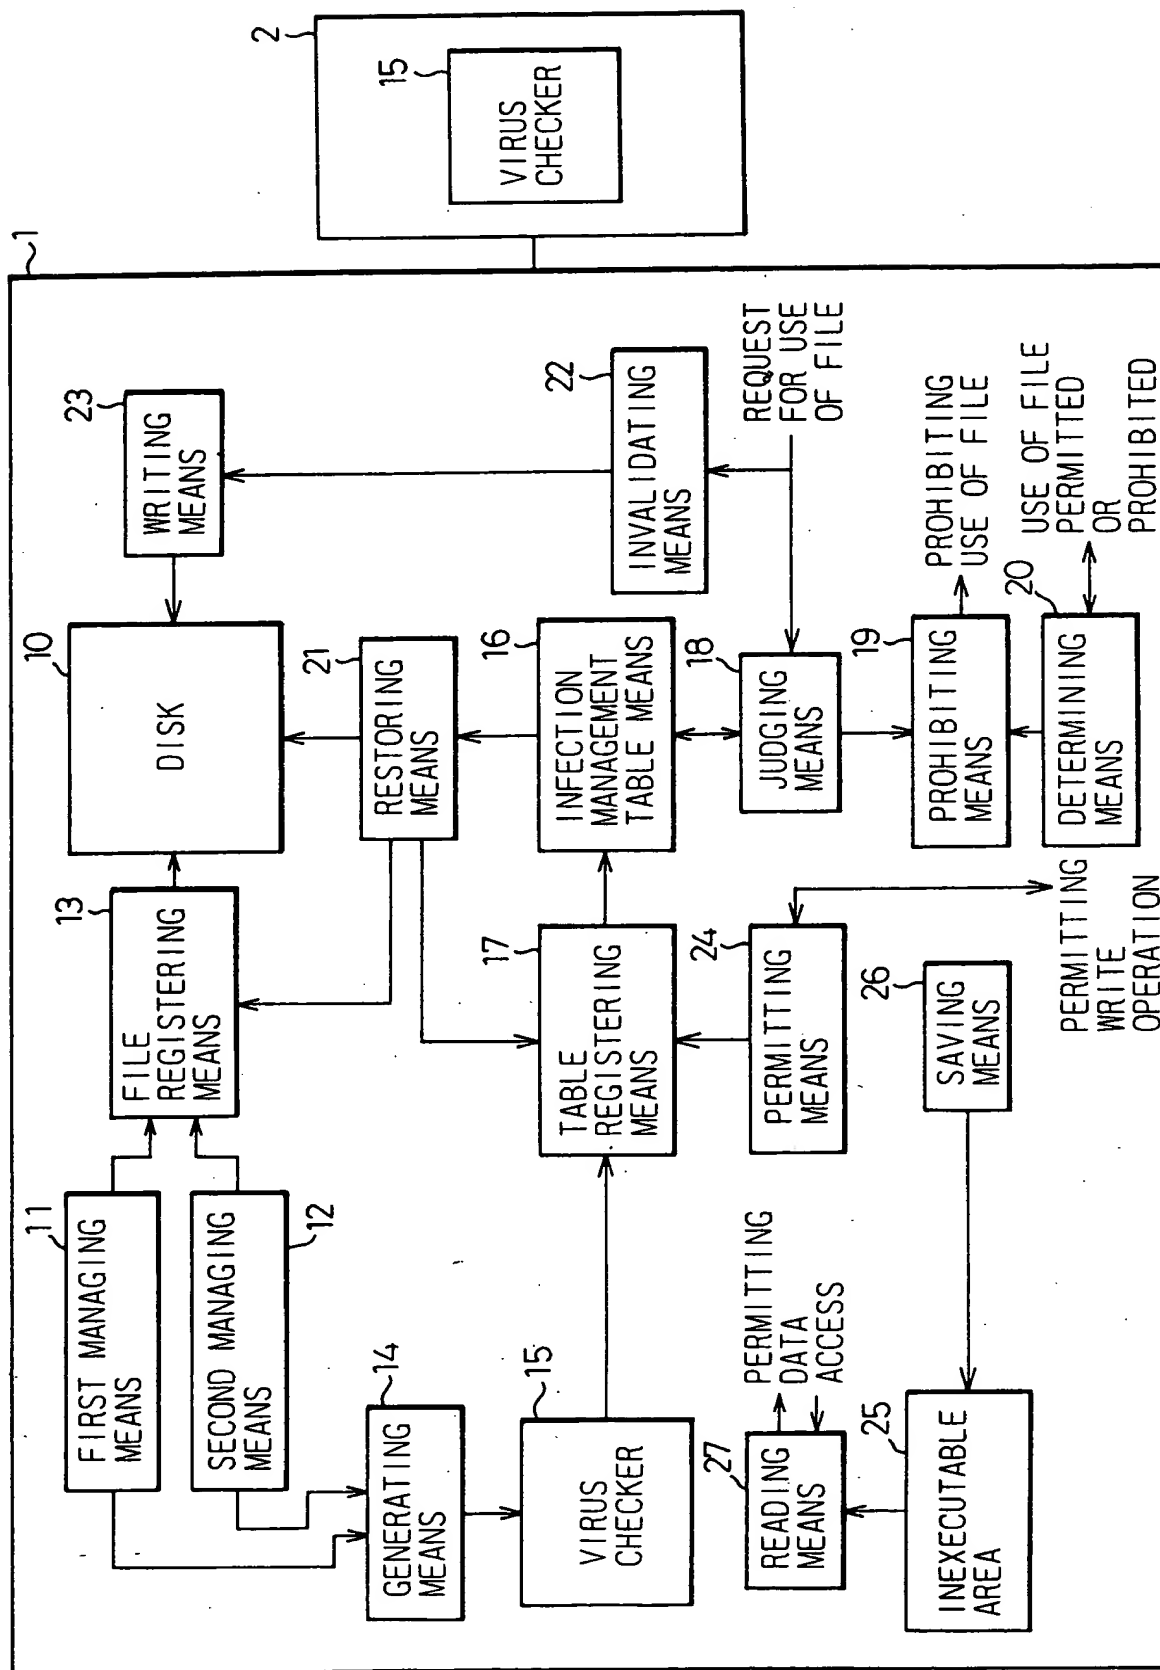 1
2
15
VIRUS
CHECKER
11
FIRST MANAGING
MEANS
12
SECOND MANAGING
MEANS
13
FILE
REGISTERING
MEANS
10
DISK
23
WRITING
MEANS
14
GENERATING
MEANS
21
RESTORING
MEANS
15
VIRUS
CHECKER
17
TABLE
REGISTERING
MEANS
16
INFECTION
MANAGEMENT
TABLE MEANS
22
INVALIDATING
MEANS
27
READING
MEANS
PERMITTING
DATA
ACCESS
24
PERMITTING
MEANS
18
JUDGING
MEANS
REQUEST
FOR USE
OF FILE
25
INEXECUTABLE
AREA
26
SAVING
MEANS
19
PROHIBITING
MEANS
PROHIBITING
USE OF FILE
20
DETERMINING
MEANS
USE OF FILE
PERMITTED
OR
PROHIBITED
PERMITTING
WRITE
OPERATION